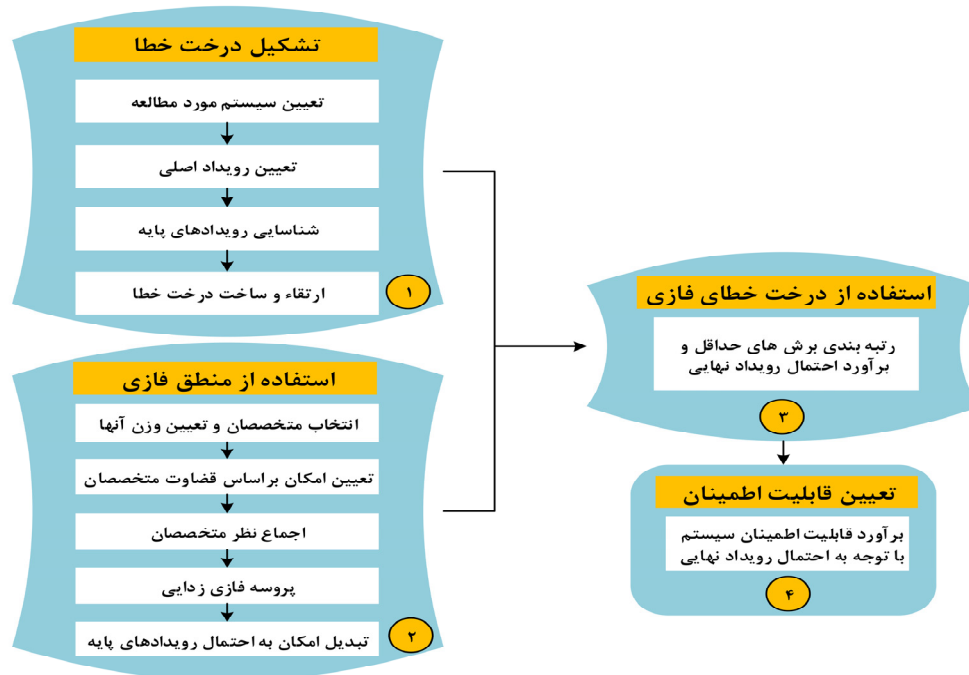 تشکیل درخت خطا
تعیین سیستم مورد مطالعه
تعیین رویداد اصلی
شناسایی رویدادهای پایه
ارتقاء و ساخت درخت خطا
۱
استفاده از منطق فازی
انتخاب متخصصان و تعیین وزن آنها
تعیین امکان براساس قضاوت متخصصان
اجماع نظر متخصصان
پروسه فازی زدایی
تبدیل امکان به احتمال رویدادهای پایه
۲
استفاده از درخت خطای فازی
رتبه بندی برش های حداقل و
برآورد احتمال رویداد نهایی
۳
تعیین قابلیت اطمینان
برآورد قابلیت اطمینان سیستم
با توجه به احتمال رویداد نهایی
۴